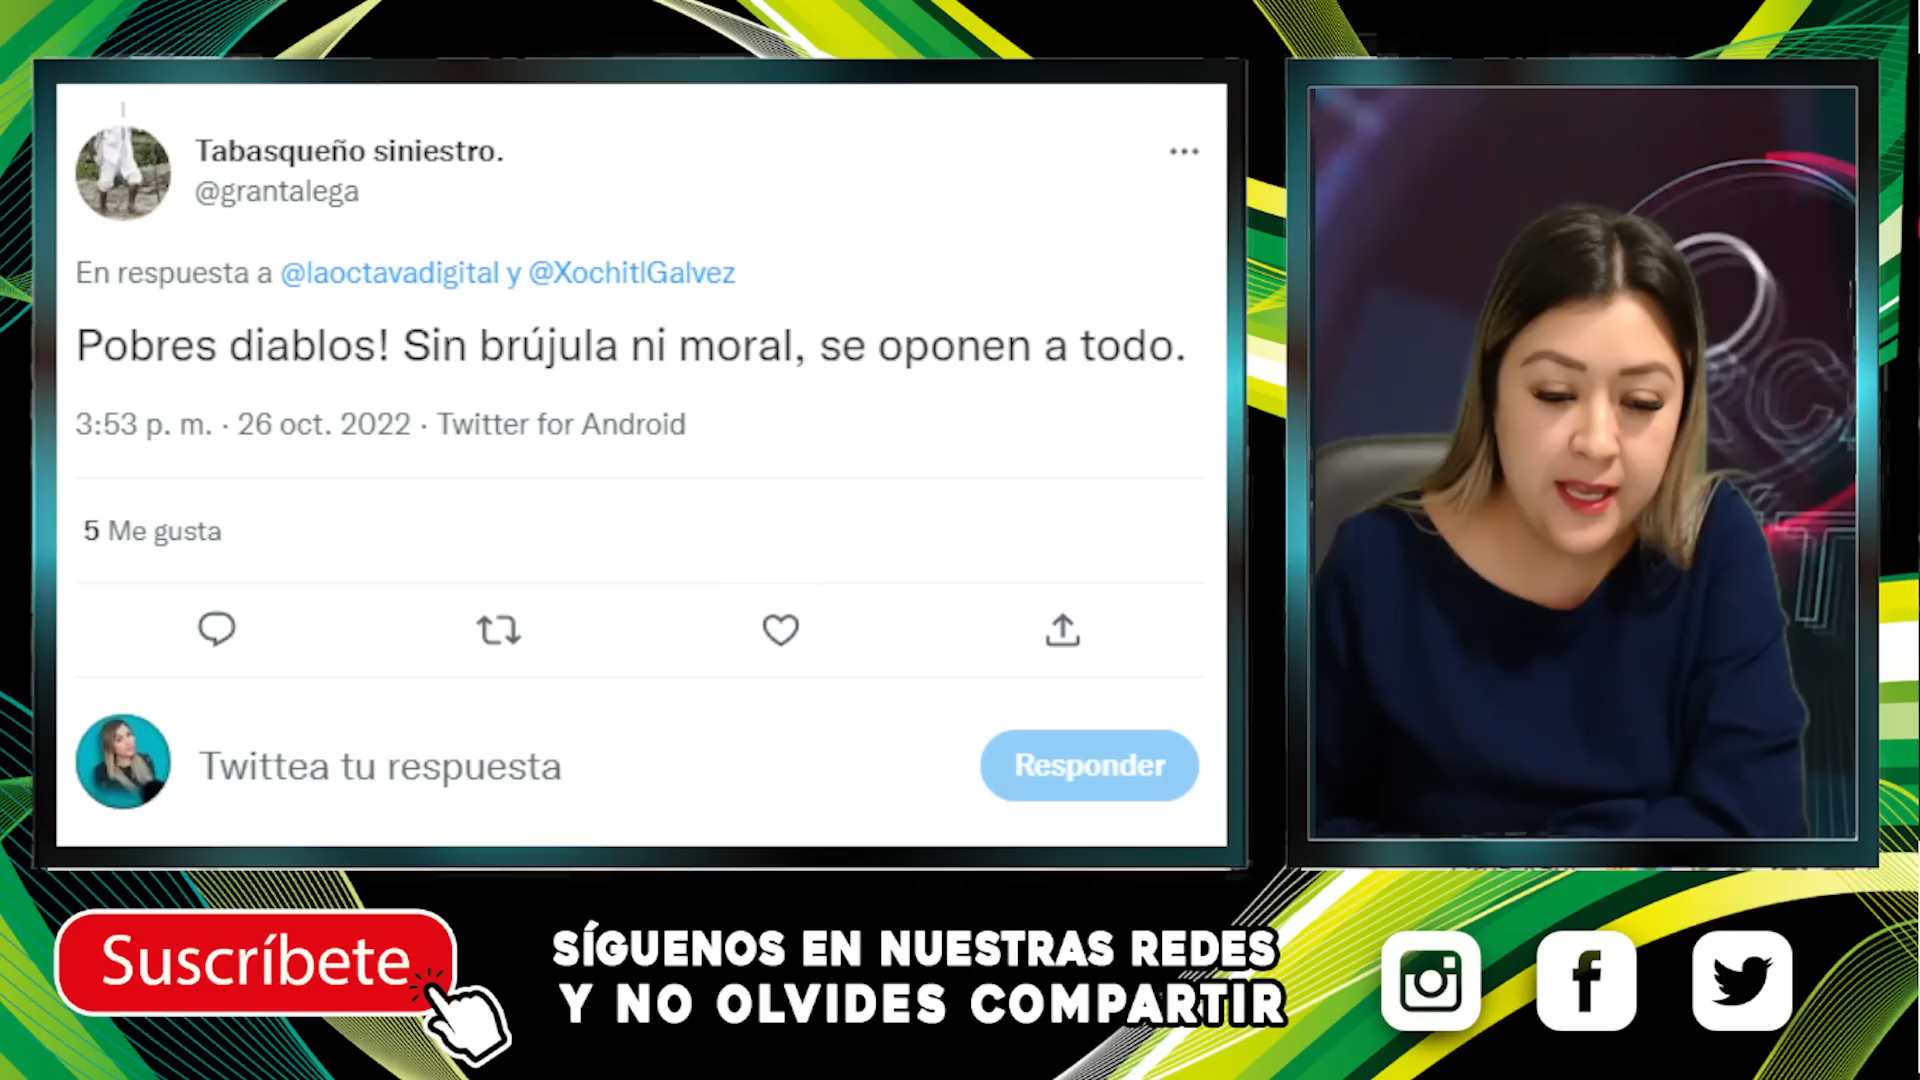 Tabasqueño siniestro.
@grantalega
En respuesta a @laoctavadigital y @XochitlGalvez
Pobres diablos! Sin brújula ni moral, se oponen a todo.
3:53 p. m. · 26 oct. 2022 · Twitter for Android
5 Me gusta
Twittea tu respuesta
Responder
Suscríbete
SÍGUENOS EN NUESTRAS REDES
Y NO OLVIDES COMPARTIR